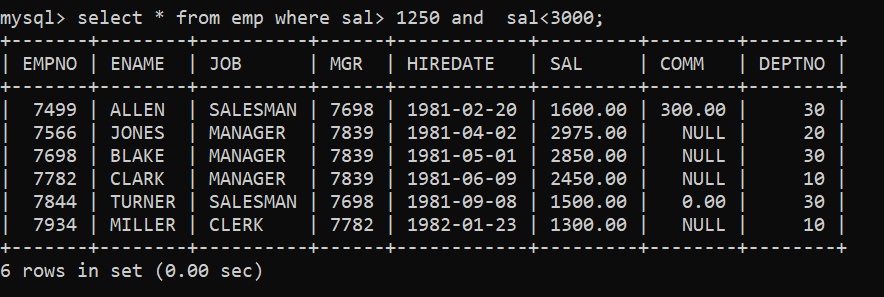 mysql> select * from emp where sal> 1250 and  sal<3000;
+-------+--------+----------+------+------------+---------+--------+--------+
| EMPNO | ENAME  | JOB      | MGR  | HIREDATE   | SAL     | COMM   | DEPTNO |
+-------+--------+----------+------+------------+---------+--------+--------+
|  7499 | ALLEN  | SALESMAN | 7698 | 1981-02-20 | 1600.00 | 300.00 |     30 |
|  7566 | JONES  | MANAGER  | 7839 | 1981-04-02 | 2975.00 |   NULL |     20 |
|  7698 | BLAKE  | MANAGER  | 7839 | 1981-05-01 | 2850.00 |   NULL |     30 |
|  7782 | CLARK  | MANAGER  | 7839 | 1981-06-09 | 2450.00 |   NULL |     10 |
|  7844 | TURNER | SALESMAN | 7698 | 1981-09-08 | 1500.00 |   0.00 |     30 |
|  7934 | MILLER | CLERK    | 7782 | 1982-01-23 | 1300.00 |   NULL |     10 |
+-------+--------+----------+------+------------+---------+--------+--------+
6 rows in set (0.00 sec)